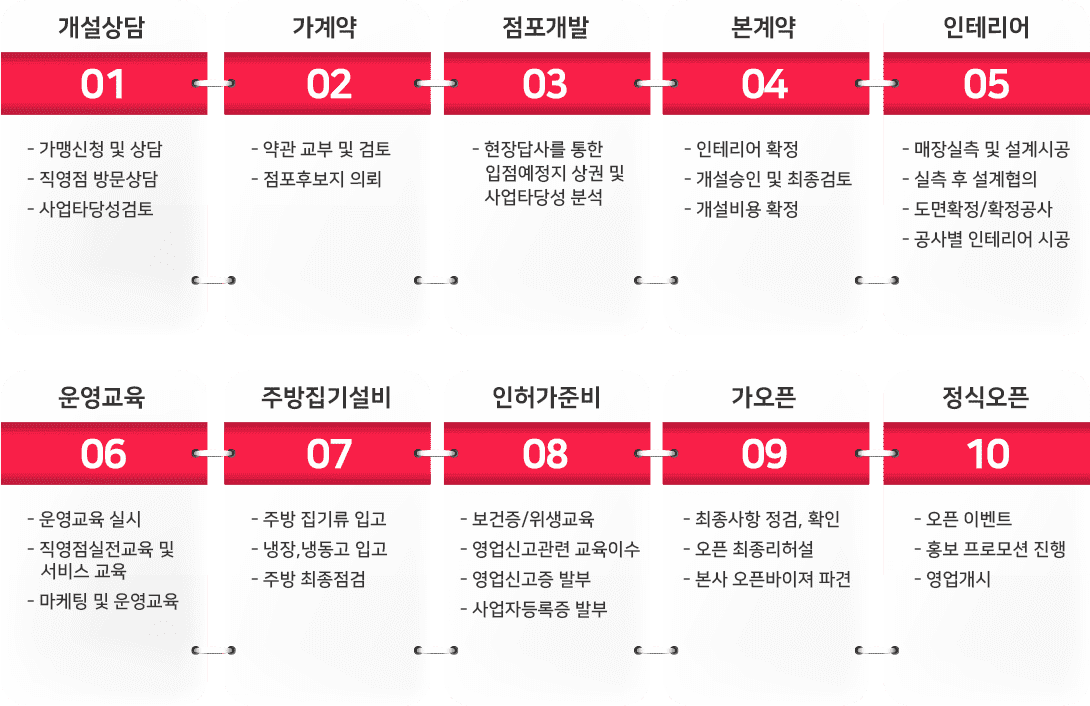 개설상담
01
- 가맹신청 및 상담
- 직영점 방문상담
- 사업타당성검토
가계약
02
- 약관 교부 및 검토
- 점포후보지 의뢰
점포개발
03
- 현장답사를 통한
입점예정지 상권 및
사업타당성 분석
본계약
04
- 인테리어 확정
- 개설승인 및 최종검토
- 개설비용 확정
인테리어
05
- 매장실측 및 설계시공
- 실측 후 설계협의
- 도면확정/확정공사
- 공사별 인테리어 시공
운영교육
06
- 운영교육 실시
- 직영점실전교육 및
서비스 교육
- 마케팅 및 운영교육
주방집기설비
07
- 주방 집기류 입고
- 냉장,냉동고 입고
- 주방 최종점검
인허가준비
08
- 보건증/위생교육
- 영업신고관련 교육이수
- 영업신고증 발부
- 사업자등록증 발부
가오픈
09
- 최종사항 정검, 확인
- 오픈 최종리허설
- 본사 오픈바이져 파견
정식오픈
10
- 오픈 이벤트
- 홍보 프로모션 진행
- 영업개시